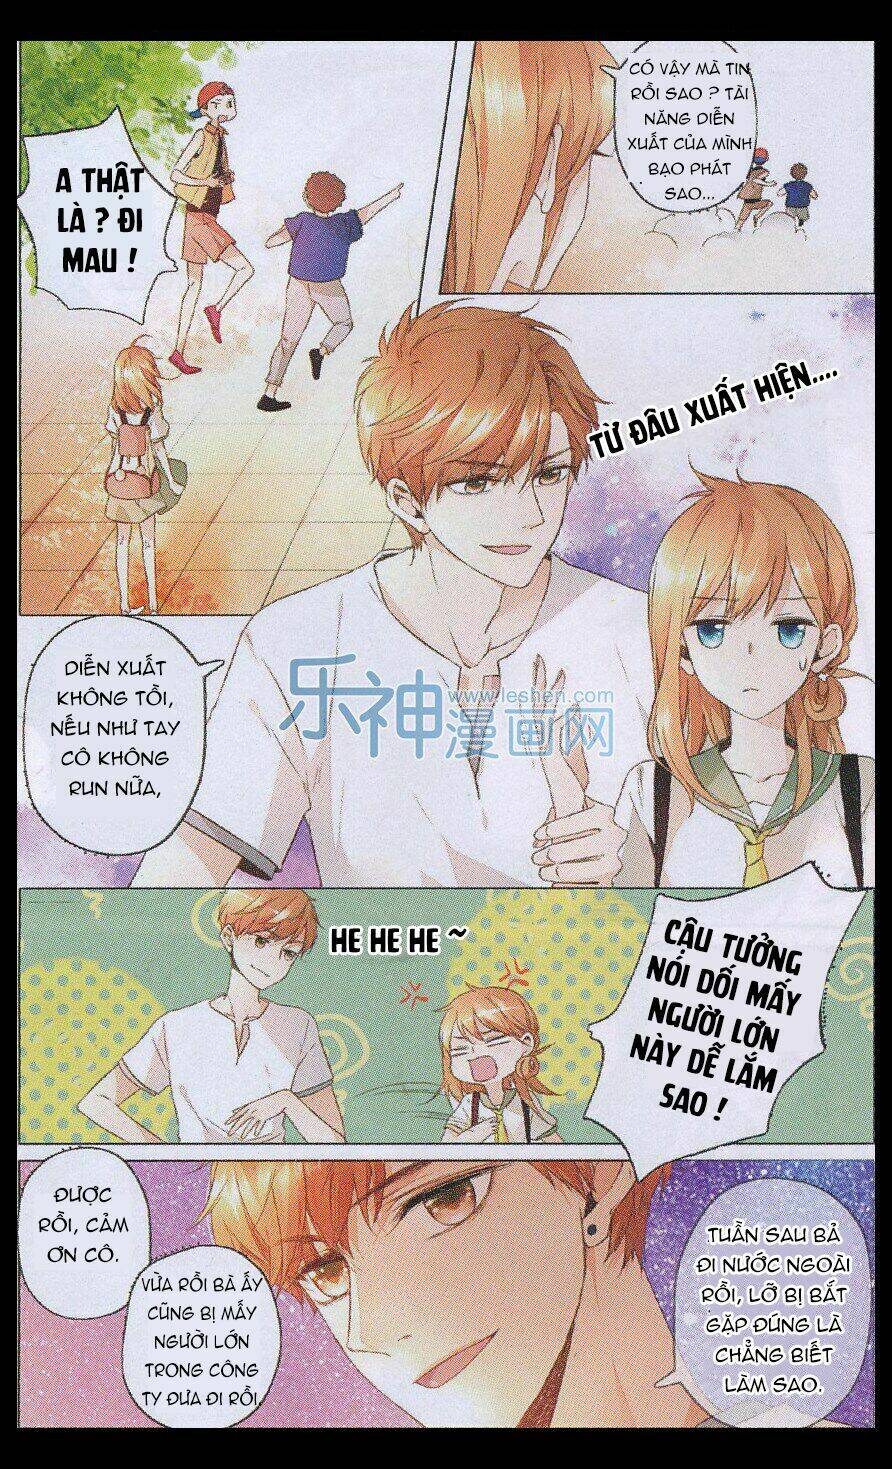 A THẬT
LÀ ? ĐI
MAU !
CÓ VẬY MÀ TIN
RỒI SAO ? TÀI
NĂNG DIỄN
XUẤT CỦA MÌNH
BẠO PHÁT
SAO...
TỪ ĐÂU XUẤT HIỆN....
DIỄN XUẤT
KHÔNG TỒI,
NẾU NHƯ TAY
CÔ KHÔNG
RUN NỮA,
乐神漫画网
www.leshen.com
HE HE HE ~
CẬU TƯỞNG
NÓI DỐI MẤY
NGƯỜI LỚN
NÀY DỄ LẮM
SAO !
ĐƯỢC
RỒI, CẢM
ƠN CÔ.
VỪA RỒI BÀ ẤY
CŨNG BỊ MẤY
NGƯỜI LỚN
TRONG CÔNG
TY ĐƯA ĐI RỒI.
TUẦN SAU BẢ
ĐI NƯỚC NGOÀI
RỒI, LỠ BỊ BẮT
GẶP ĐÚNG LÀ
CHẲNG BIẾT
LÀM SAO.